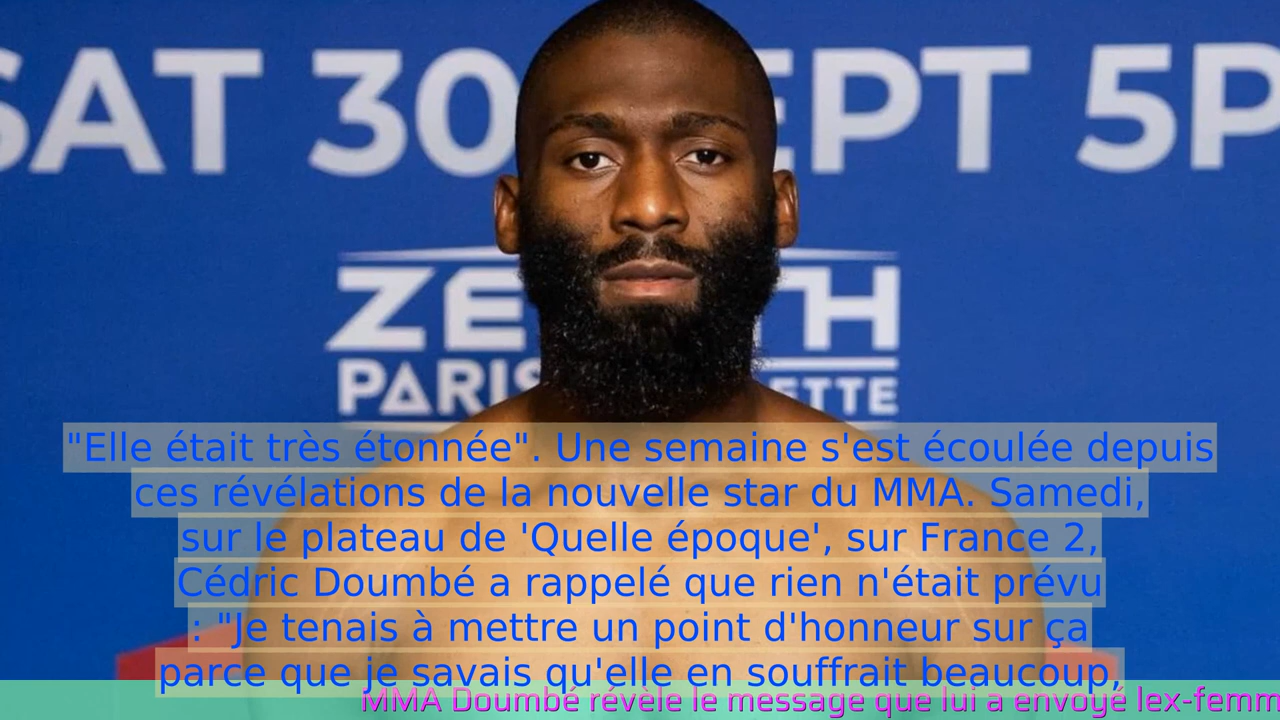 SAT 30 EPT 5P
ZE TH
PARIS ETTE
"Elle était très étonnée". Une semaine s'est écoulée depuis
ces révélations de la nouvelle star du MMA. Samedi,
sur le plateau de 'Quelle époque', sur France 2,
Cédric Doumbé a rappelé que rien n'était prévu
: "Je tenais à mettre un point d'honneur sur ça
parce que je savais qu'elle en souffrait beaucoup,
MMA Doumbé révèle le message que lui a envoyé lex-femm